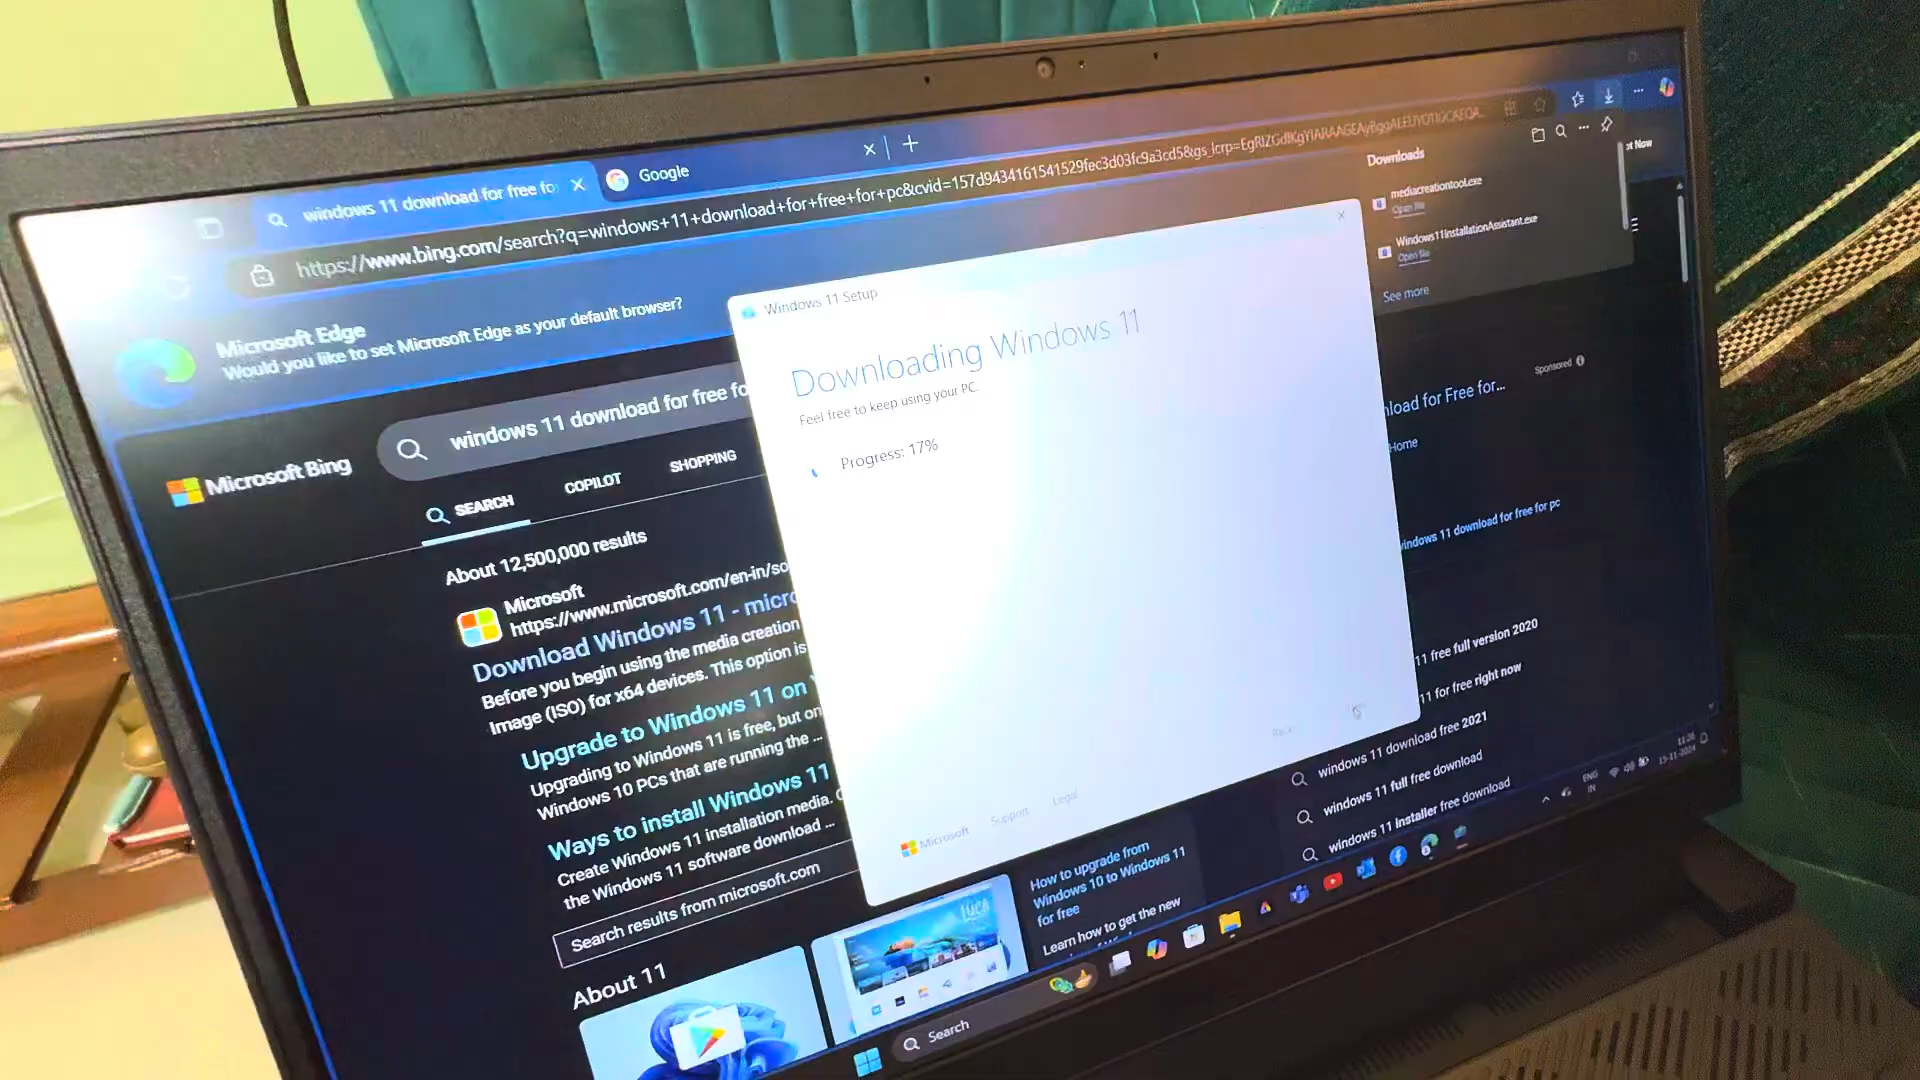 windows 11 download for free fo
Google
https://www.bing.com/search?q=windows+11+download+for+free+for+pc&cvid=157d9434161541529fec3d03fc9a3cd5&gs_lcrp=
Microsoft Edge
Would you like to set Microsoft Edge as your default browser?
Downloads
mediacreationtool.exe
Open file
Windows11InstallationAssistant.exe
Open file
See more
Microsoft Bing
windows 11 download for free fo
SEARCH
COPILOT
SHOPPING
About 12,500,000 results
Microsoft
https://www.microsoft.com/en-in/so
Download Windows 11 - micro
Before you begin using the media creation
Image (ISO) for x64 devices. This option is
Upgrade to Windows 11 on
Upgrading to Windows 11 is free, but on
Windows 10 PCs that are running the ...
Ways to install Windows 11
Create Windows 11 installation media.
the Windows 11 software download ...
Search results from microsoft.com
About 11
Windows 11 Setup
Downloading Windows 11
Feel free to keep using your PC.
Progress: 17%
Back
Microsoft
Support
Legal
Sponsored
nload for Free for...
Home
windows 11 download for free for pc
11 free full version 2020
11 for free right now
windows 11 download free 2021
windows 11 full free download
windows 11 installer free download
How to upgrade from
Windows 10 to Windows 11
for free
Learn how to get the new
Search
ENG
IN
15-11-2024